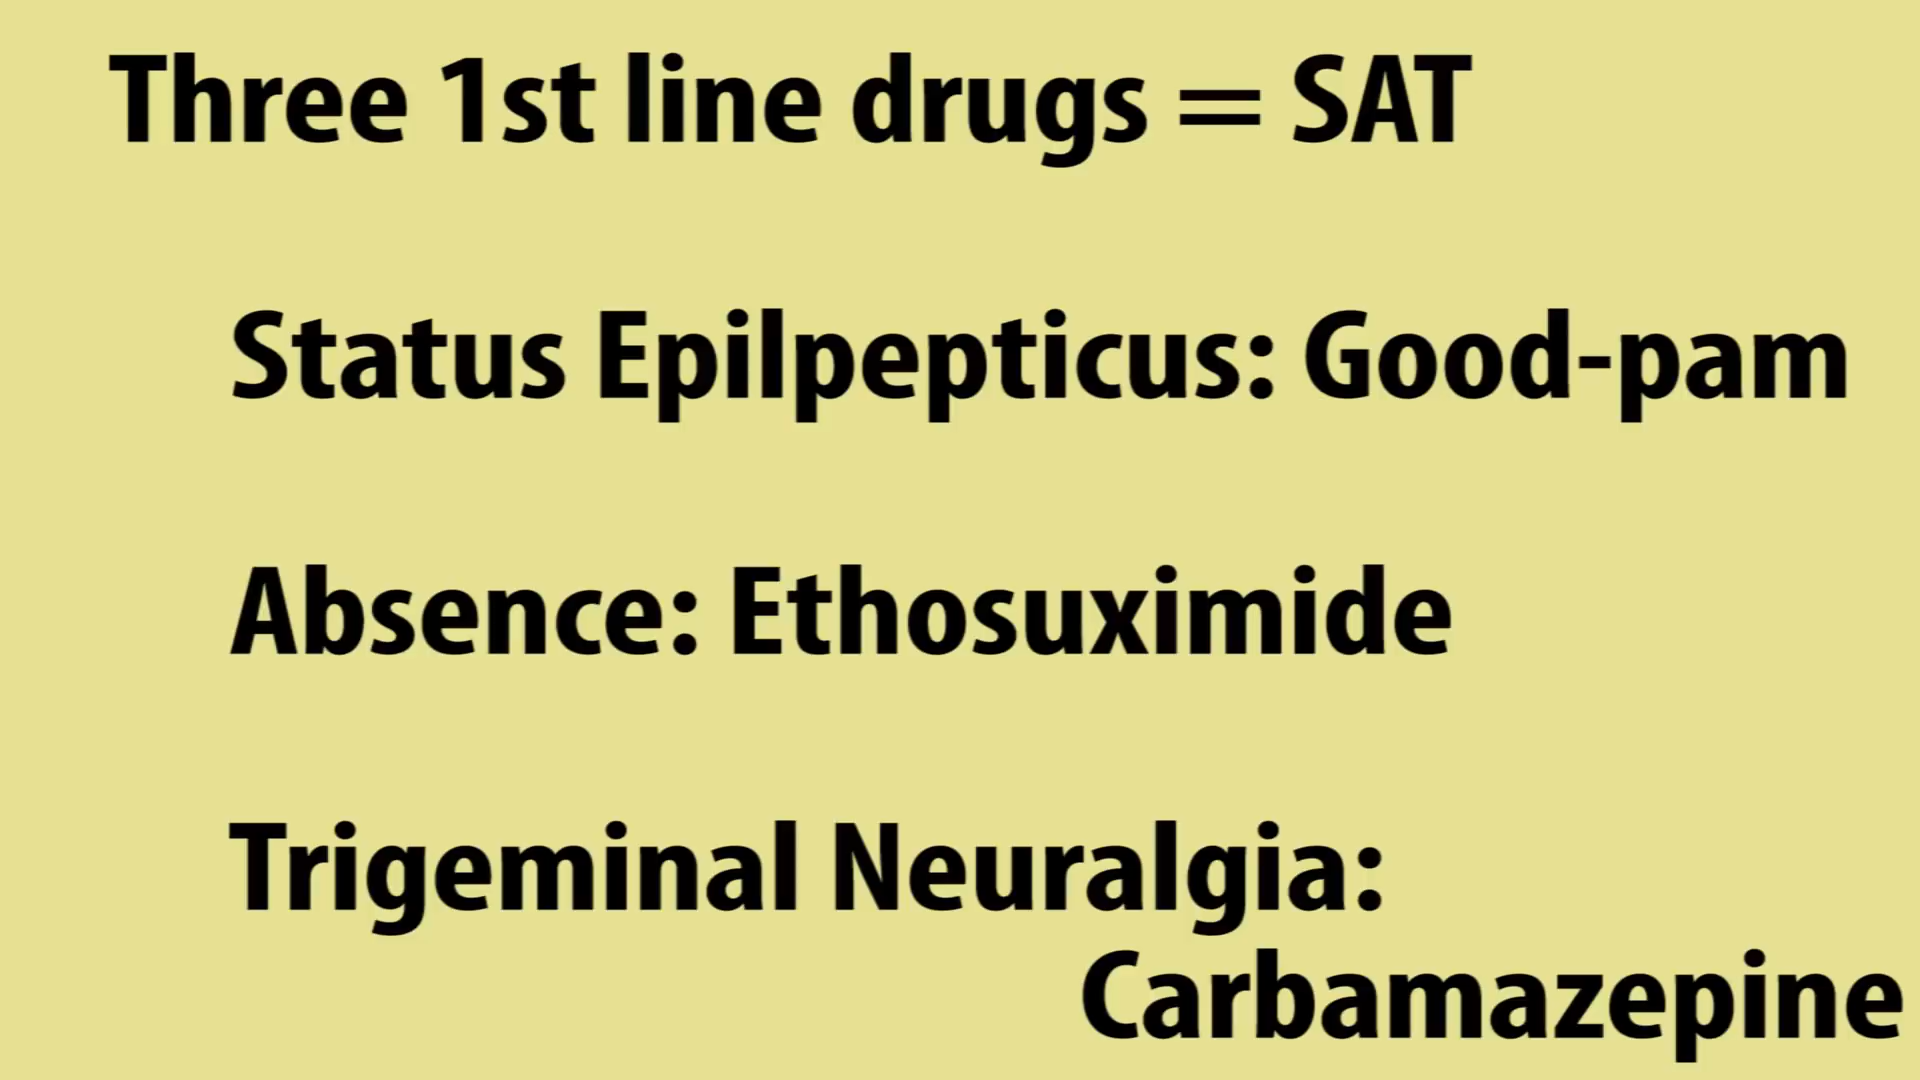 Three 1st line drugs = SAT
Status Epilpepticus: Good-pam
Absence: Ethosuximide
Trigeminal Neuralgia:
Carbamazepine